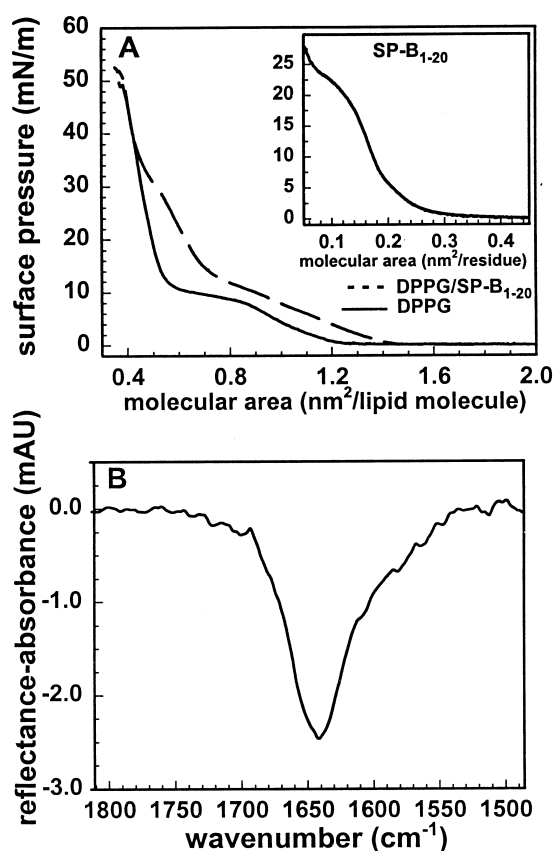 A
surface pressure (mN/m)
60
50
40
30
20
10
0
0.4 0.8 1.2 1.6 2.0
molecular area (nm²/lipid molecule)
SP-B₁₋₂₀
25
20
15
10
5
0
0.1 0.2 0.3 0.4
molecular area (nm²/residue)
DPPG/SP-B₁₋₂₀
DPPG
B
reflectance-absorbance (mAU)
0.0
-1.0
-2.0
-3.0
1800 1750 1700 1650 1600 1550 1500
wavenumber (cm⁻¹)